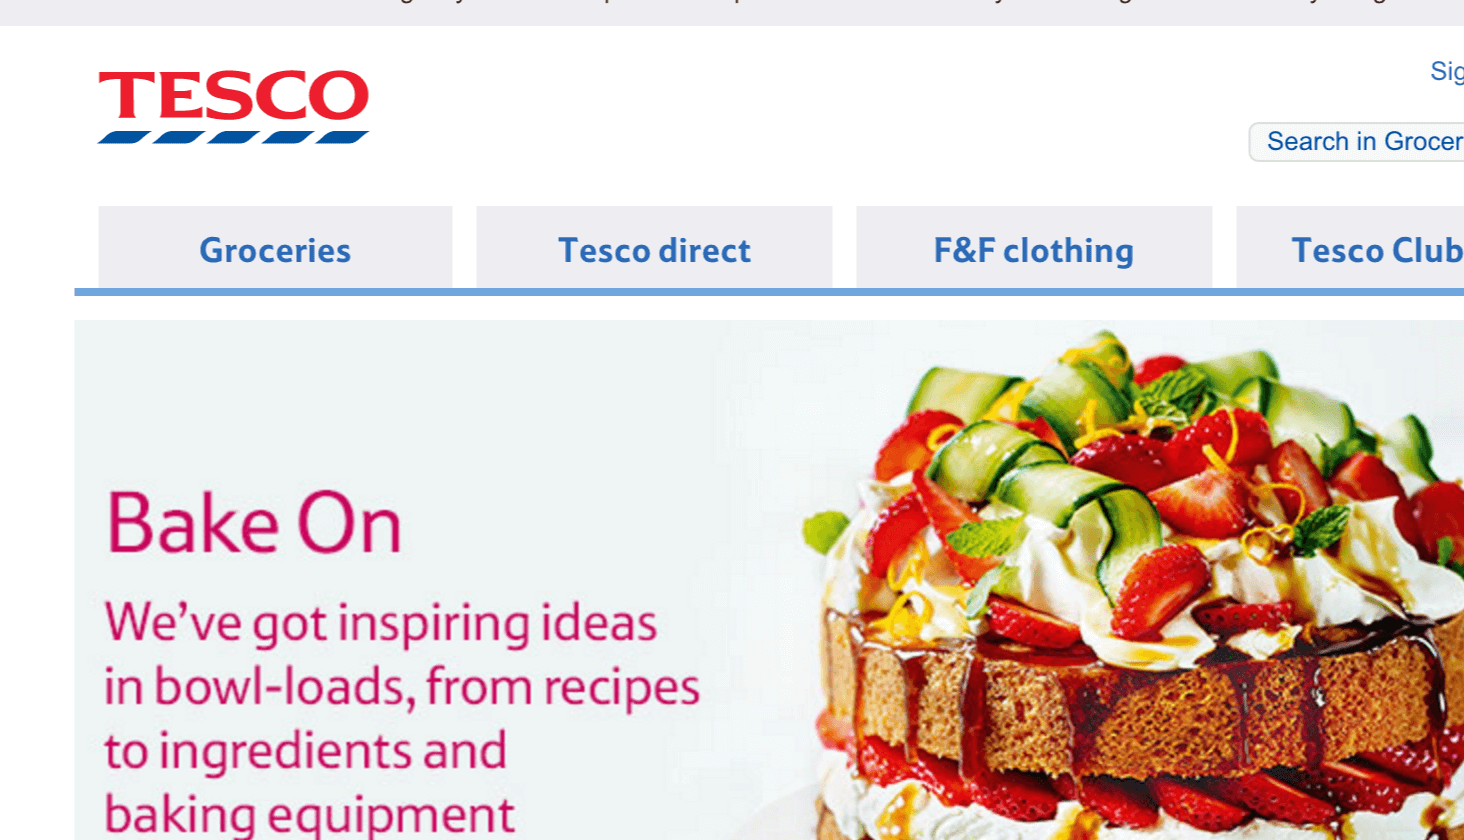 TESCO
Sig
Search in Grocer
Groceries
Tesco direct
F&F clothing
Tesco Club
Bake On
We've got inspiring ideas
in bowl-loads, from recipes
to ingredients and
baking equipment